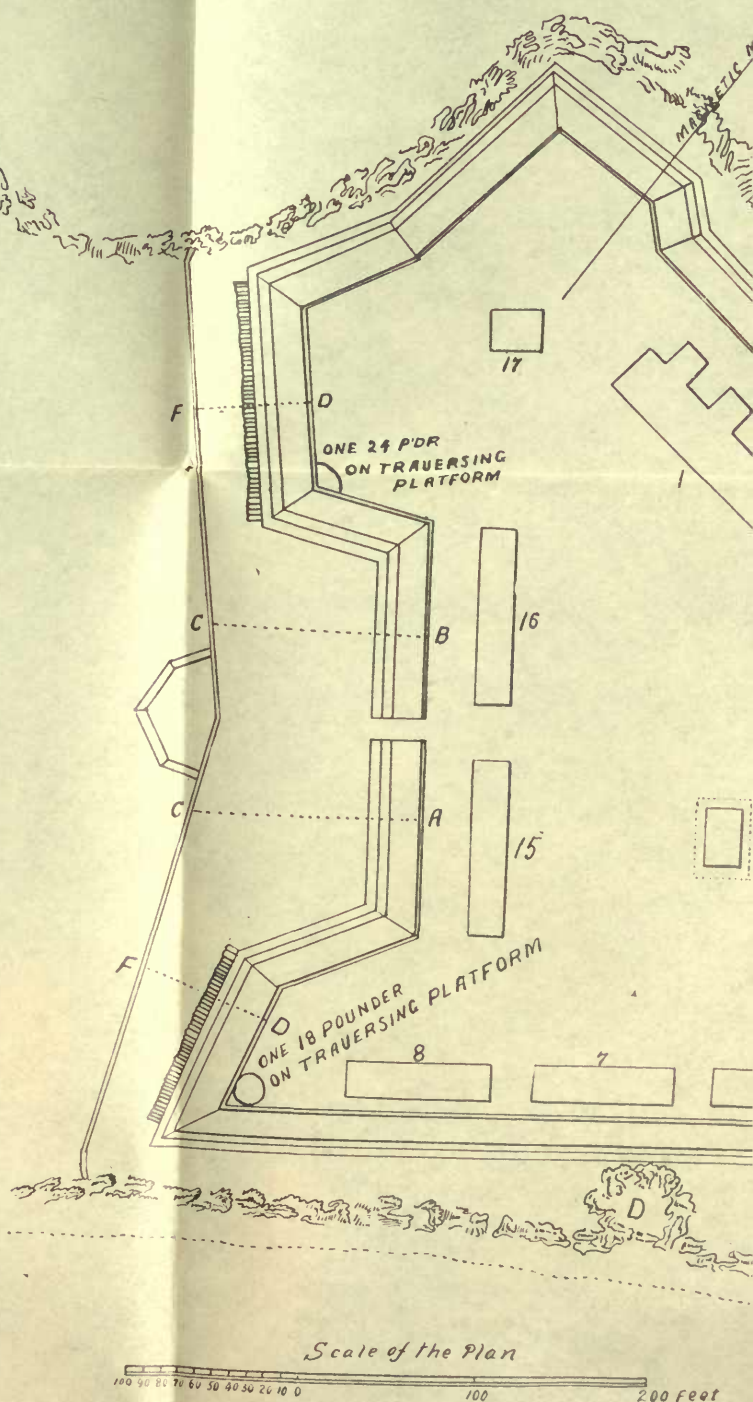 MAGNETIC
17
F
D
ONE 24 P'DR
ON TRAVERSING
PLATFORM
1
16
C
B
C
A
15
F
D
ONE 18 POUNDER
ON TRAVERSING PLATFORM
8
7
D
Scale of the Plan
100 90 80 70 60 50 40 30 20 10 0 100 200 Feet